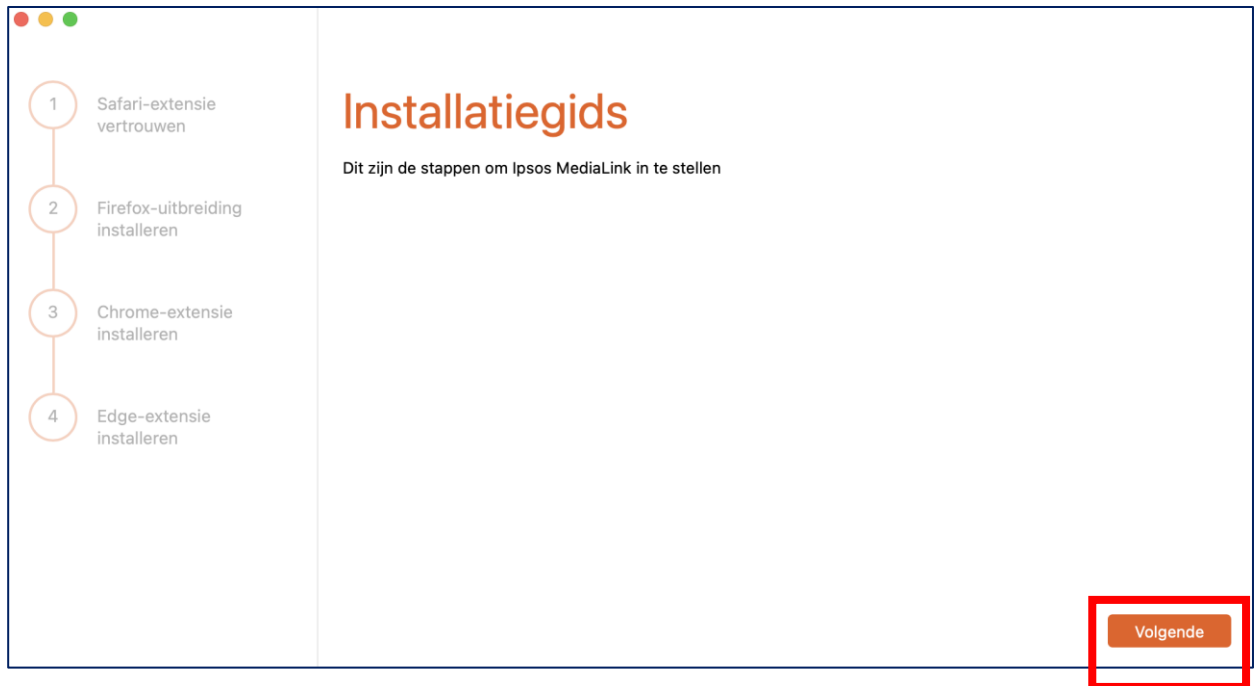 1
Safari-extensie
vertrouwen
2
Firefox-uitbreiding
installeren
3
Chrome-extensie
installeren
4
Edge-extensie
installeren
Installatiegids
Dit zijn de stappen om Ipsos MediaLink in te stellen
Volgende